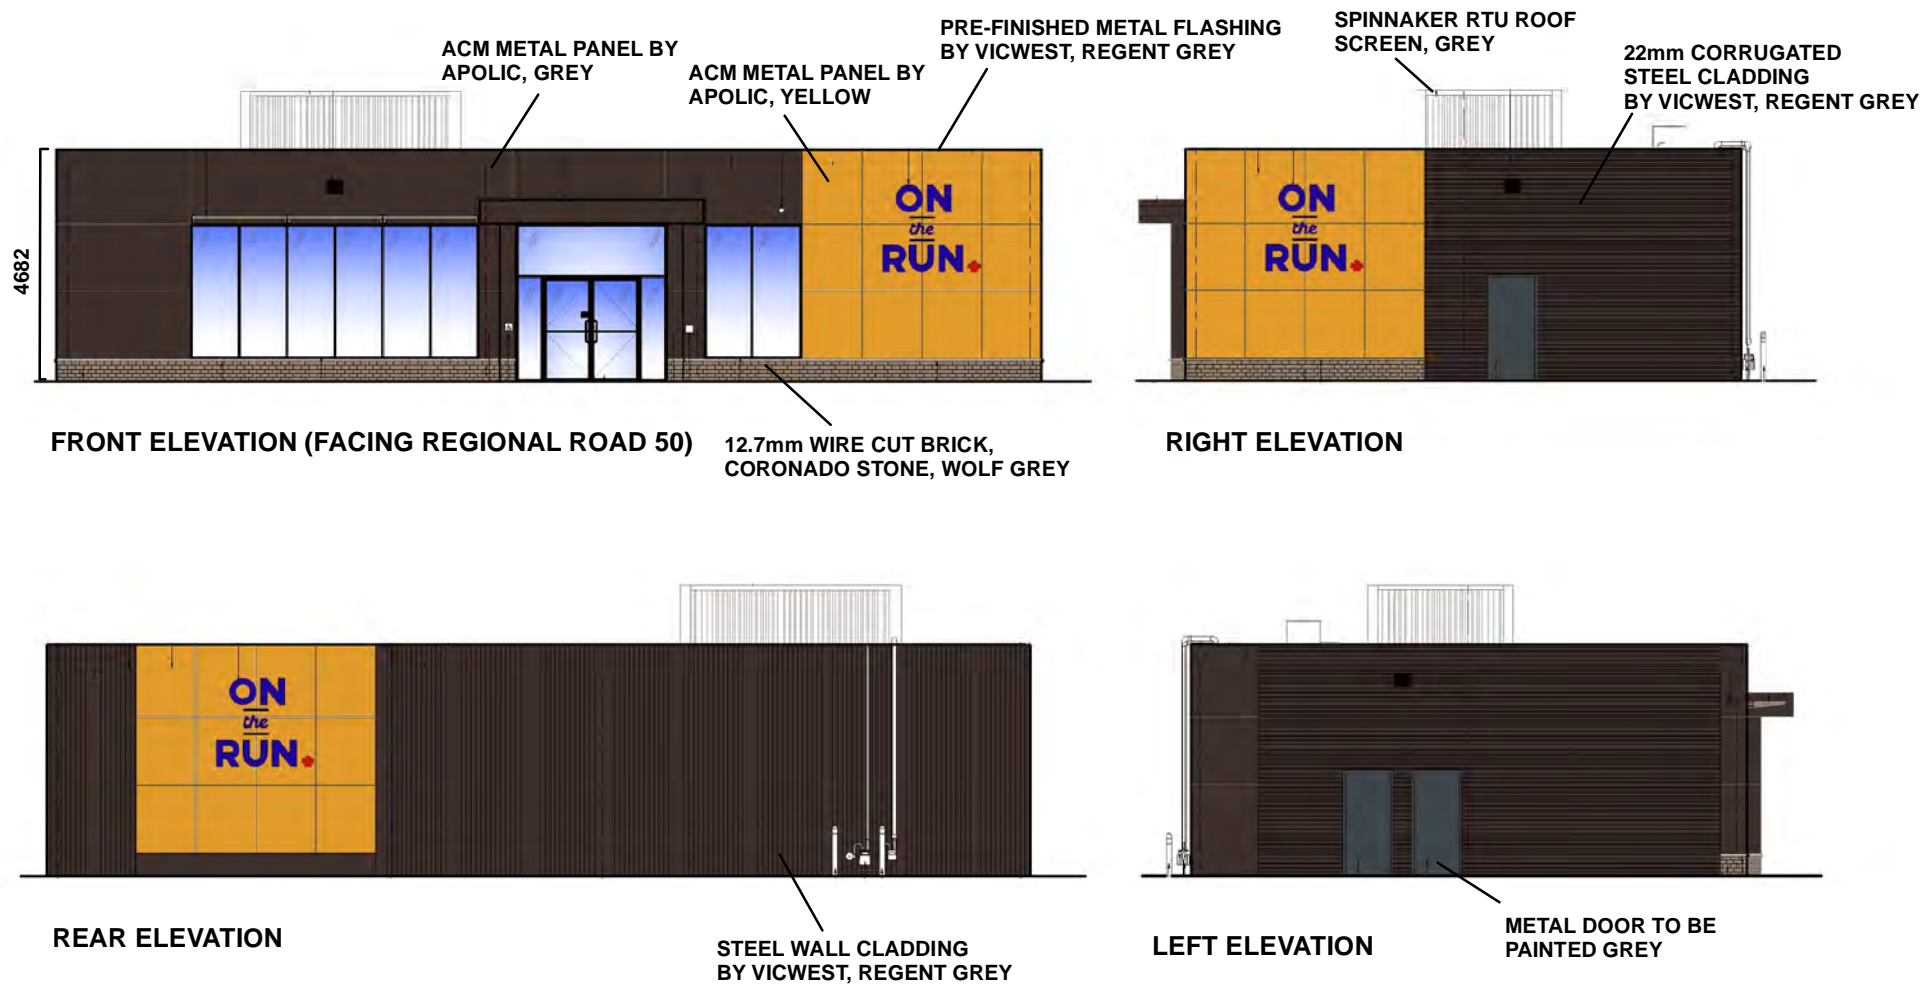 ACM METAL PANEL BY
APOLIC, GREY
ACM METAL PANEL BY
APOLIC, YELLOW
PRE-FINISHED METAL FLASHING
BY VICWEST, REGENT GREY
SPINNAKER RTU ROOF
SCREEN, GREY
22mm CORRUGATED
STEEL CLADDING
BY VICWEST, REGENT GREY
4682
ON
the
RUN
ON
the
RUN
FRONT ELEVATION (FACING REGIONAL ROAD 50)
12.7mm WIRE CUT BRICK,
CORONADO STONE, WOLF GREY
RIGHT ELEVATION
ON
the
RUN
REAR ELEVATION
STEEL WALL CLADDING
BY VICWEST, REGENT GREY
LEFT ELEVATION
METAL DOOR TO BE
PAINTED GREY